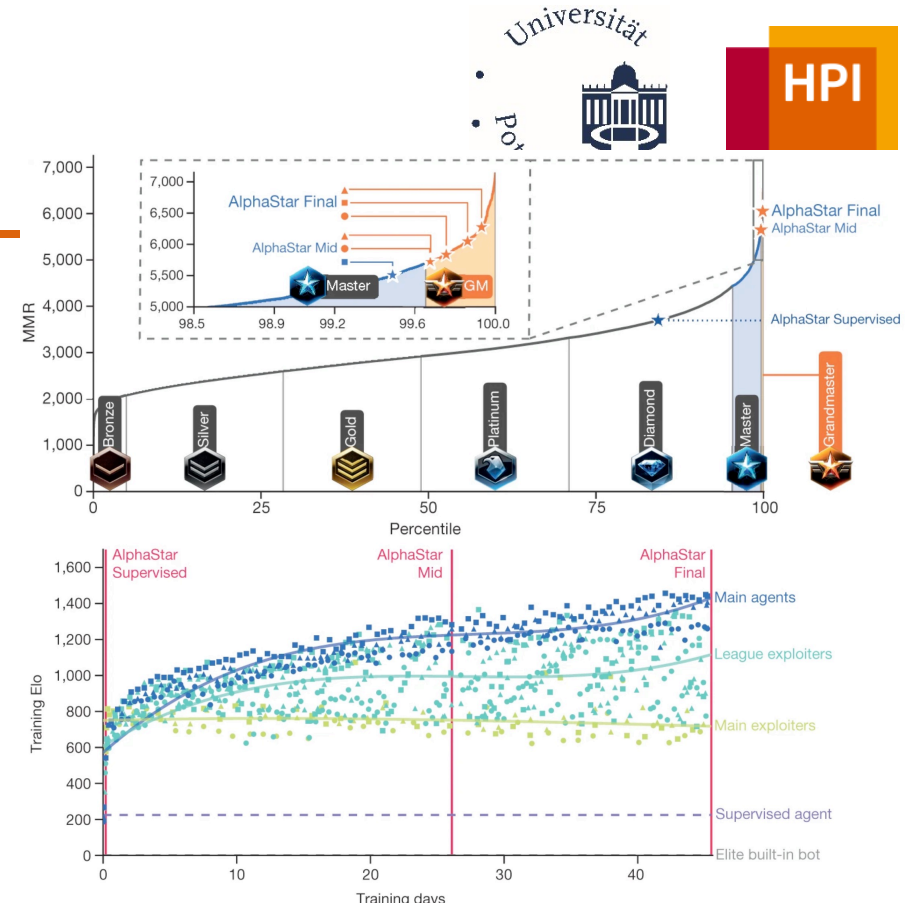 Universität
HPI
7,000
6,000
5,000
4,000
3,000
2,000
1,000
0
MMR
7,000
6,500
6,000
5,500
5,000
AlphaStar Final
AlphaStar Mid
Master
GM
98.5
98.9
99.2
99.6
100.0
AlphaStar Final
AlphaStar Mid
AlphaStar Supervised
Bronze
Silver
Gold
Platinum
Diamond
Master
Grandmaster
0
25
50
75
100
Percentile
AlphaStar
Supervised
AlphaStar
Mid
AlphaStar
Final
1,600
1,400
1,200
1,000
800
600
400
200
0
Training Elo
Main agents
League exploiters
Main exploiters
Supervised agent
Elite built-in bot
0
10
20
30
40
Training days